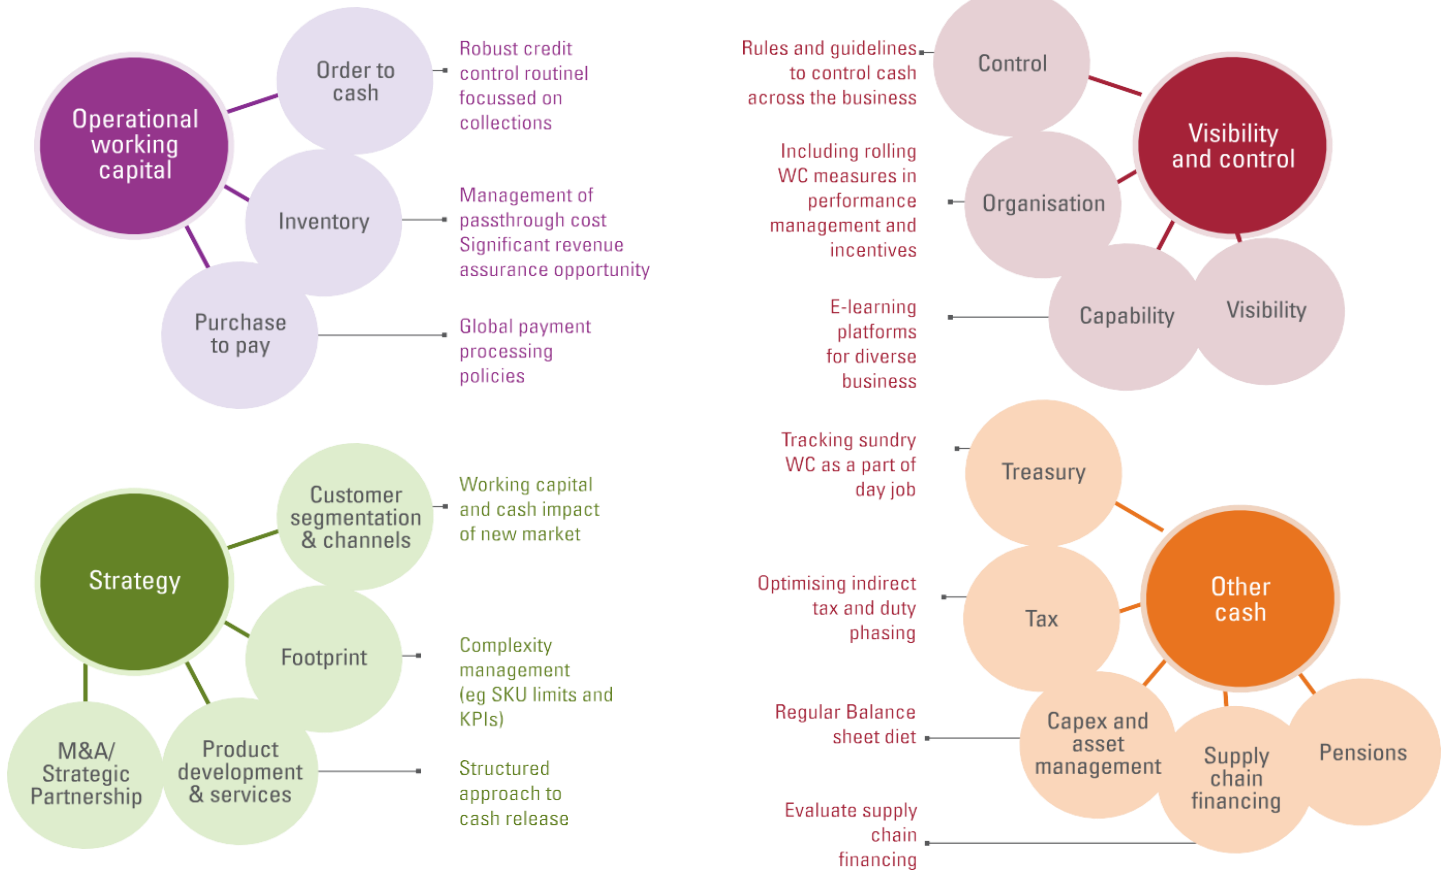 Operational
working
capital
Order to
cash
Robust credit
control routinel
focussed on
collections
Inventory
Management of
passthrough cost
Significant revenue
assurance opportunity
Purchase
to pay
Global payment
processing
policies
Visibility
and control
Control
Rules and guidelines
to control cash
across the business
Organisation
Including rolling
WC measures in
performance
management and
incentives
Capability
E-learning
platforms
for diverse
business
Visibility
Strategy
Customer
segmentation
& channels
Working capital
and cash impact
of new market
Footprint
Complexity
management
(eg SKU limits and
KPIs)
Product
development
& services
Structured
approach to
cash release
M&A/
Strategic
Partnership
Other
cash
Treasury
Tracking sundry
WC as a part of
day job
Tax
Optimising indirect
tax and duty
phasing
Capex and
asset
management
Regular Balance
sheet diet
Supply
chain
financing
Evaluate supply
chain
financing
Pensions